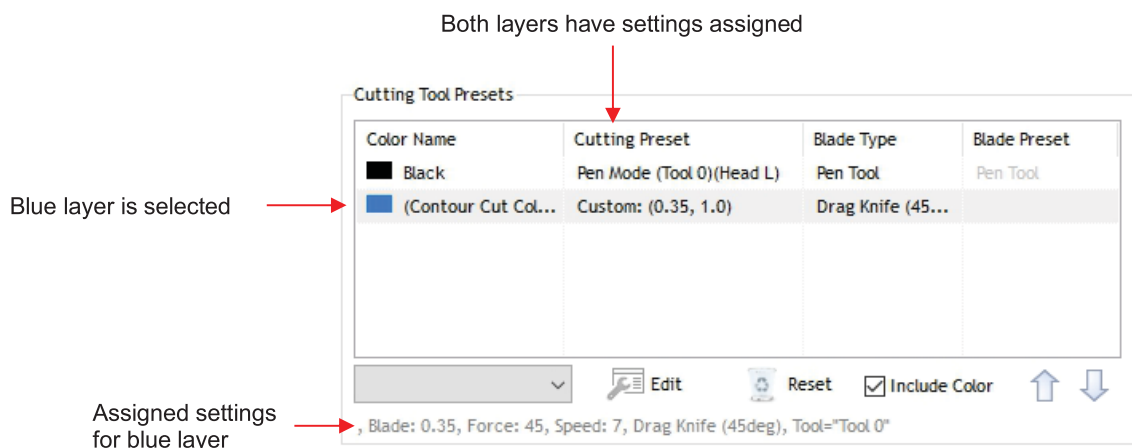 Both layers have settings assigned
Cutting Tool Presets
Color Name Cutting Preset Blade Type Blade Preset
Black Pen Mode (Tool 0)(Head L) Pen Tool Pen Tool
Blue layer is selected (Contour Cut Col... Custom: (0.35, 1.0) Drag Knife (45...
Edit Reset Include Color
Assigned settings
for blue layer , Blade: 0.35, Force: 45, Speed: 7, Drag Knife (45deg), Tool="Tool 0"